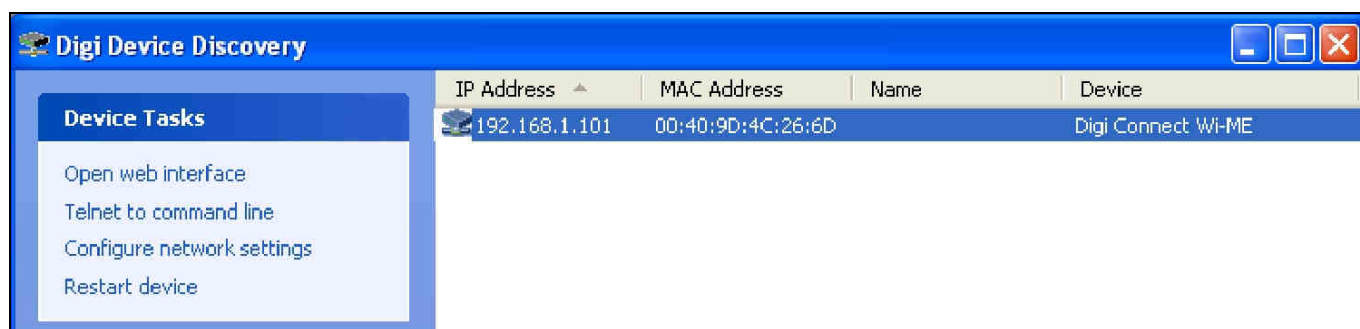 Digi Device Discovery
Device Tasks
Open web interface
Telnet to command line
Configure network settings
Restart device
IP Address MAC Address Name Device
192.168.1.101 00:40:9D:4C:26:6D Digi Connect Wi-ME